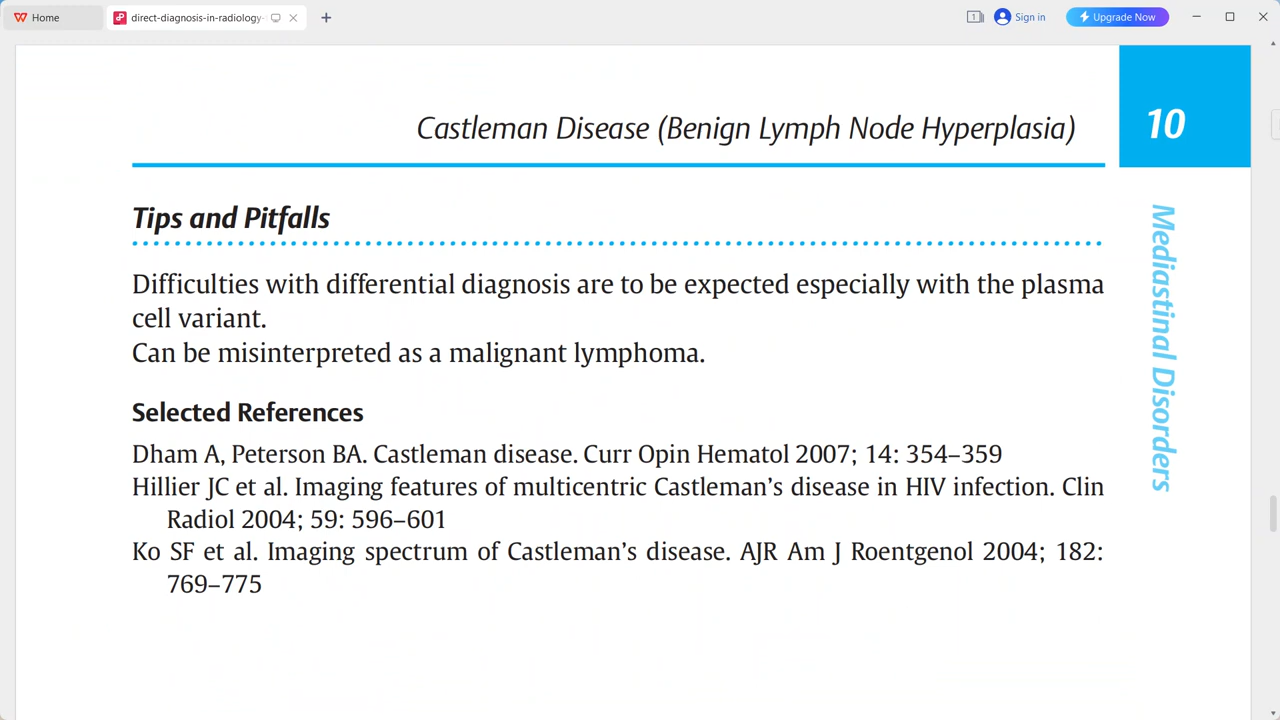 Home
direct-diagnosis-in-radiology-
1
Sign in
Upgrade Now
Castleman Disease (Benign Lymph Node Hyperplasia)
10
Mediastinal Disorders
Tips and Pitfalls
Difficulties with differential diagnosis are to be expected especially with the plasma
cell variant.
Can be misinterpreted as a malignant lymphoma.
Selected References
Dham A, Peterson BA. Castleman disease. Curr Opin Hematol 2007; 14: 354–359
Hillier JC et al. Imaging features of multicentric Castleman’s disease in HIV infection. Clin
Radiol 2004; 59: 596–601
Ko SF et al. Imaging spectrum of Castleman’s disease. AJR Am J Roentgenol 2004; 182:
769–775